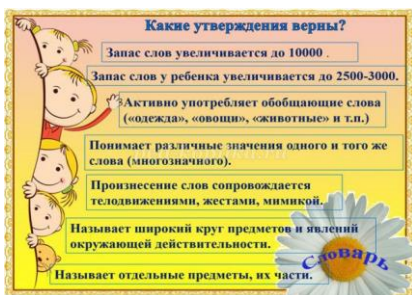 Какие утверждения верны?
Запас слов увеличивается до 10000 .
Запас слов у ребенка увеличивается до 2500-3000.
Активно употребляет обобщающие слова
(«одежда», «овощи», «животные» и т.п.)
Понимает различные значения одного и того же
слова (многозначного).
Произнесение слов сопровождается
телодвижениями, жестами, мимикой.
Называет широкий круг предметов и явлений
окружающей действительности.
Называет отдельные предметы, их части.
Словарь